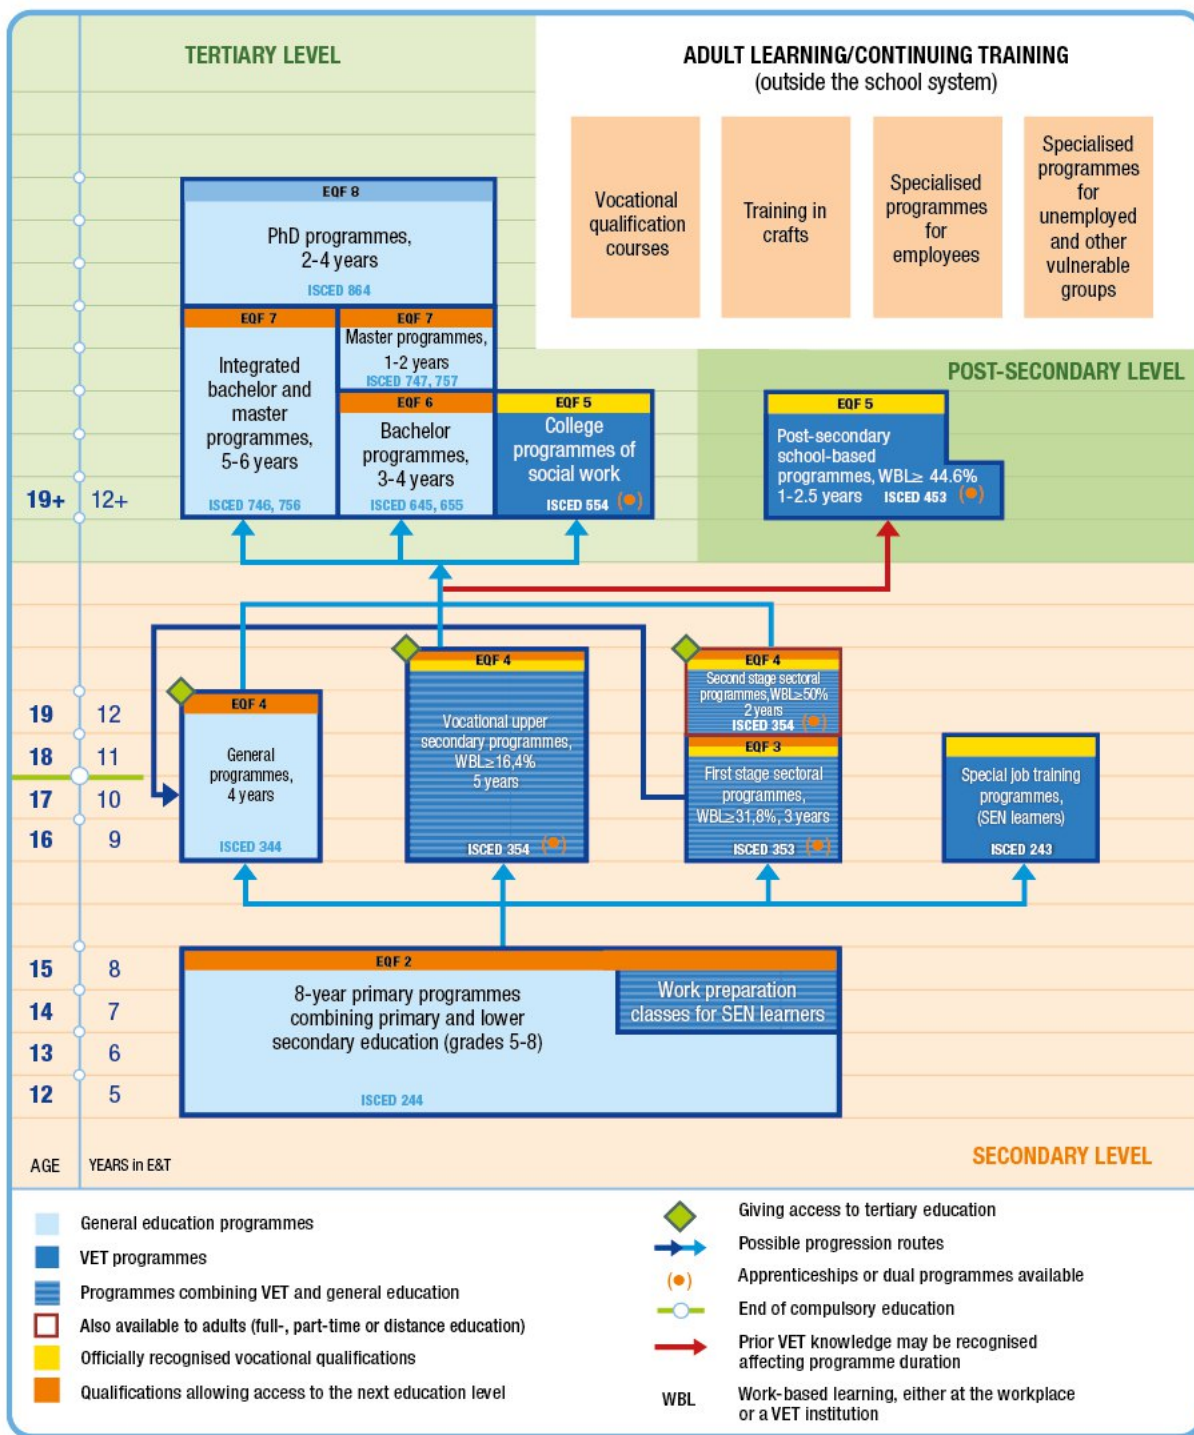 TERTIARY LEVEL
ADULT LEARNING/CONTINUING TRAINING
(outside the school system)
Vocational
qualification
courses
Training in
crafts
Specialised
programmes
for
employees
Specialised
programmes
for
unemployed
and other
vulnerable
groups
EQF 8
PhD programmes,
2-4 years
ISCED 864
EQF 7
Integrated
bachelor and
master
programmes,
5-6 years
ISCED 746, 756
EQF 7
Master programmes,
1-2 years
ISCED 747, 757
EQF 6
Bachelor
programmes,
3-4 years
ISCED 645, 655
EQF 5
College
programmes of
social work
ISCED 554
POST-SECONDARY LEVEL
EQF 5
Post-secondary
school-based
programmes, WBL≥ 44.6%
1-2.5 years ISCED 453
19+ 12+
19 12
18 11
17 10
16 9
EQF 4
General
programmes,
4 years
ISCED 344
EQF 4
Vocational upper
secondary programmes,
WBL≥16,4%
5 years
ISCED 354
EQF 4
Second stage sectoral
programmes,WBL≥50%
2 years
ISCED 354
EQF 3
First stage sectoral
programmes,
WBL≥31,8%, 3 years
ISCED 353
Special job training
programmes,
(SEN learners)
ISCED 243
15 8
14 7
13 6
12 5
EQF 2
8-year primary programmes
combining primary and lower
secondary education (grades 5-8)
ISCED 244
Work preparation
classes for SEN learners
AGE YEARS in E&T
SECONDARY LEVEL
General education programmes
VET programmes
Programmes combining VET and general education
Also available to adults (full-, part-time or distance education)
Officially recognised vocational qualifications
Qualifications allowing access to the next education level
Giving access to tertiary education
Possible progression routes
Apprenticeships or dual programmes available
End of compulsory education
Prior VET knowledge may be recognised
affecting programme duration
WBL Work-based learning, either at the workplace
or a VET institution